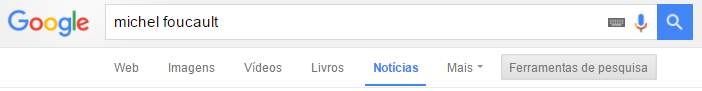 Google michel foucault
Web Imagens Vídeos Livros Notícias Mais Ferramentas de pesquisa